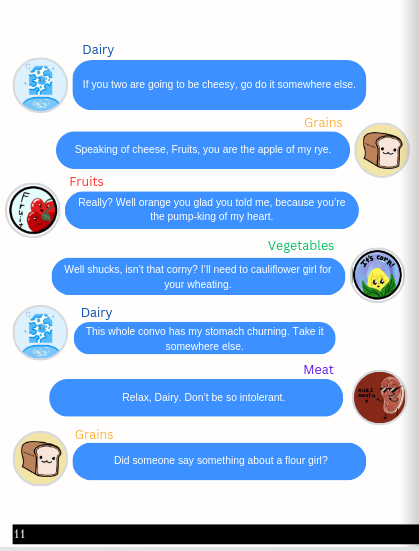 Dairy
If you two are going to be cheesy, go do it somewhere else.
Grains
Speaking of cheese, Fruits, you are the apple of my rye.
Fruits
Fruit
Really? Well orange you glad you told me, because you're
the pump-king of my heart.
Vegetables
It's corn!
Well shucks, isn't that corny? I'll need to cauliflower girl for
your wheating.
Dairy
This whole convo has my stomach churning. Take it
somewhere else.
Meat
Relax, Dairy. Don't be so intolerant.
Grains
Did someone say something about a flour girl?
11